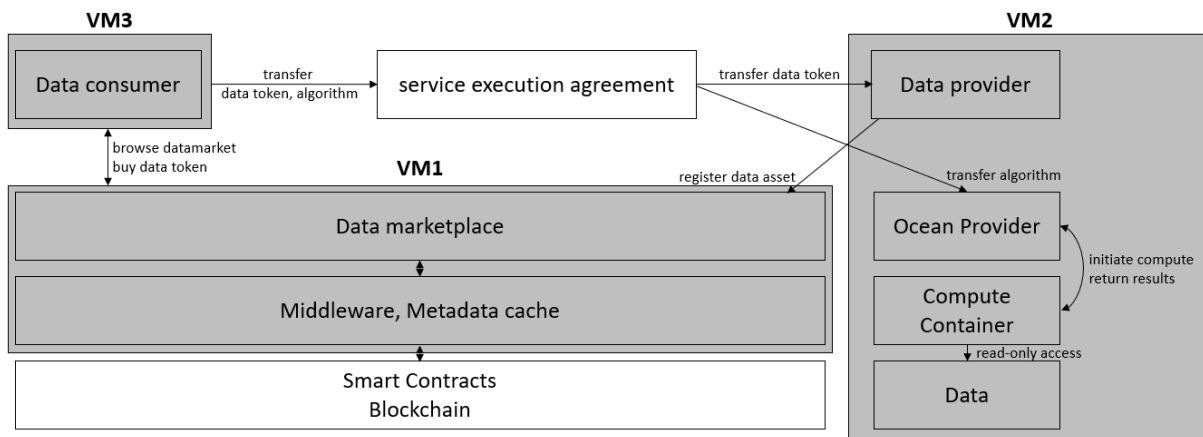 VM3
VM2
Data consumer
transfer
data token, algorithm
service execution agreement
transfer data token
Data provider
browse datamarket
buy data token
VM1
register data asset
transfer algorithm
Data marketplace
Ocean Provider
initiate compute
return results
Middleware, Metadata cache
Compute
Container
read-only access
Smart Contracts
Blockchain
Data